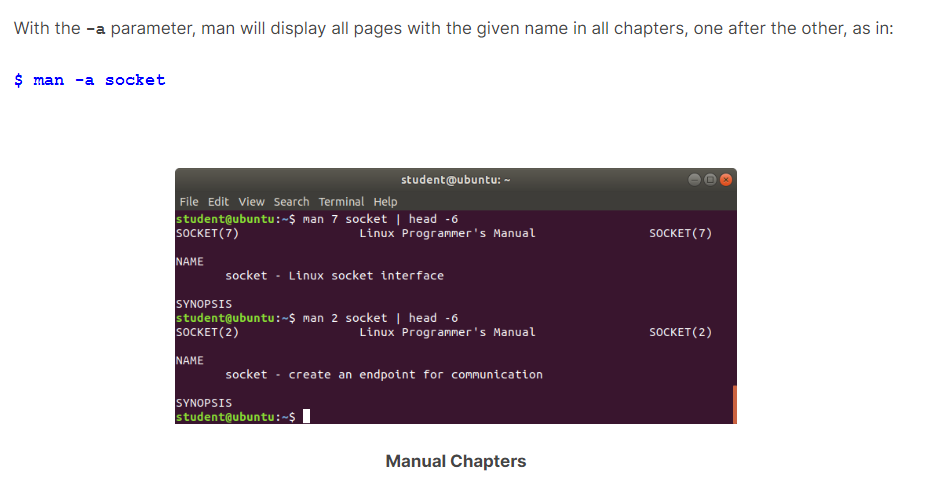 With the -a parameter, man will display all pages with the given name in all chapters, one after the other, as in:
$ man -a socket
student@ubuntu: ~
File Edit View Search Terminal Help
student@ubuntu:~$ man 7 socket | head -6
SOCKET(7) Linux Programmer's Manual SOCKET(7)
NAME
socket - Linux socket interface
SYNOPSIS
student@ubuntu:~$ man 2 socket | head -6
SOCKET(2) Linux Programmer's Manual SOCKET(2)
NAME
socket - create an endpoint for communication
SYNOPSIS
student@ubuntu:~$
Manual Chapters